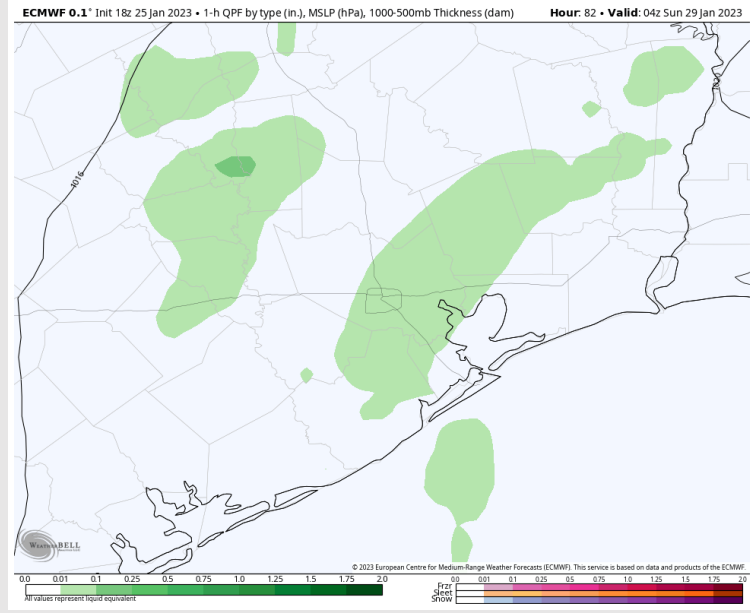 ECMWF 0.1° Init 18z 25 Jan 2023 • 1-h QPF by type (in.), MSLP (hPa), 1000-500mb Thickness (dam) Hour: 82 • Valid: 04z Sun 29 Jan 2023
1016
WeatherBELL
© 2023 European Centre for Medium-Range Weather Forecasts (ECMWF). This service is based on data and products of the ECMWF.
0.0 0.01 0.1 0.25 0.5 0.75 1.0 1.25 1.5 1.75 2.0
All values represent liquid equivalent
0.0 0.01 0.1 0.25 0.5 0.75 1.0 1.25 1.5 1.75 2.0
Frzr
Sleet
Snow